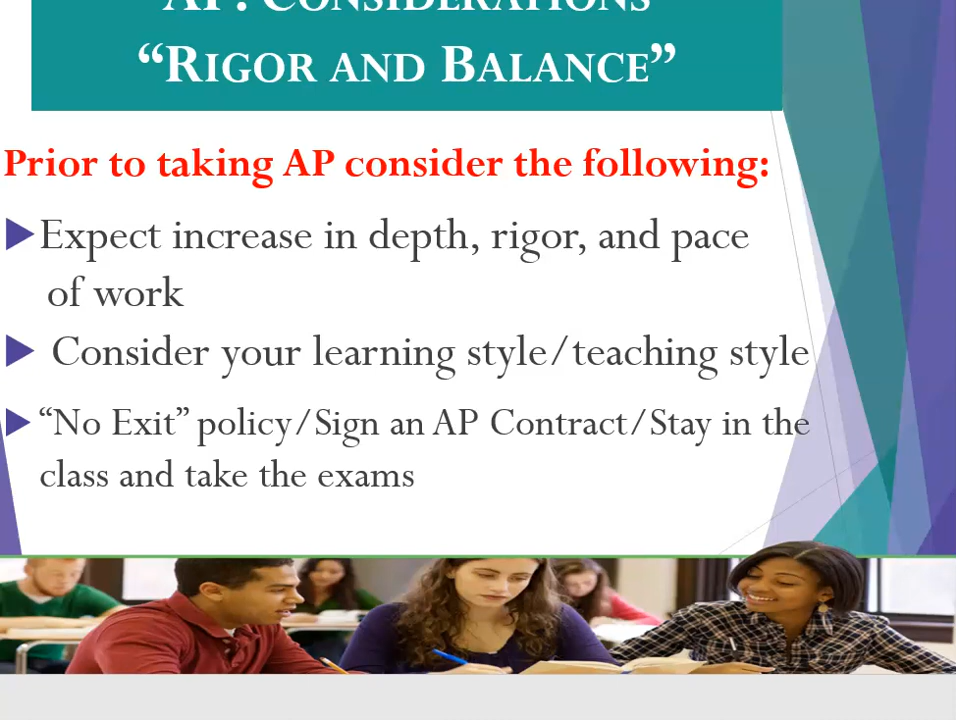 AP: CONSIDERATIONS
“RIGOR AND BALANCE”
Prior to taking AP consider the following:
Expect increase in depth, rigor, and pace
of work
Consider your learning style/teaching style
“No Exit” policy/Sign an AP Contract/Stay in the
class and take the exams